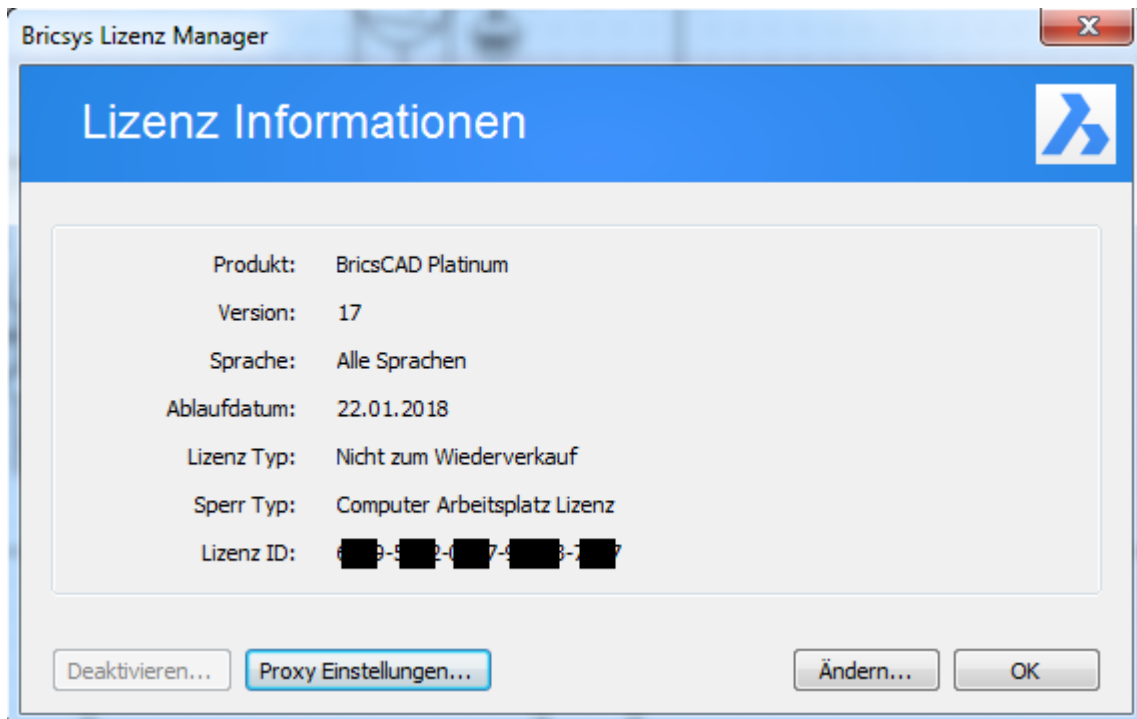 Bricsys Lizenz Manager
Lizenz Informationen
Produkt: BricsCAD Platinum
Version: 17
Sprache: Alle Sprachen
Ablaufdatum: 22.01.2018
Lizenz Typ: Nicht zum Wiederverkauf
Sperr Typ: Computer Arbeitsplatz Lizenz
Lizenz ID:
Deaktivieren... Proxy Einstellungen... Ändern... OK